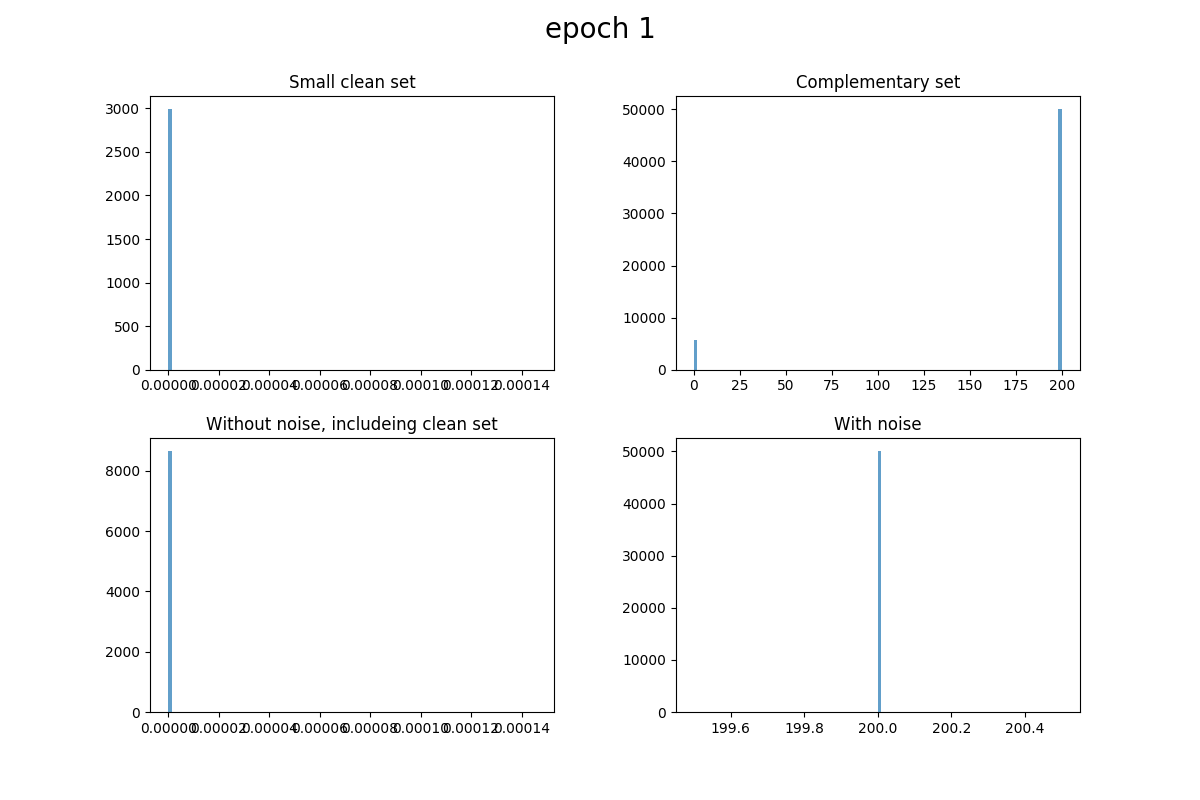 epoch 1
Small clean set
3000
2500
2000
1500
1000
500
0
0.00000 0.00002 0.00004 0.00006 0.00008 0.00010 0.00012 0.00014
Complementary set
50000
40000
30000
20000
10000
0
0 25 50 75 100 125 150 175 200
Without noise, includeing clean set
8000
6000
4000
2000
0
0.00000 0.00002 0.00004 0.00006 0.00008 0.00010 0.00012 0.00014
With noise
50000
40000
30000
20000
10000
0
199.6 199.8 200.0 200.2 200.4